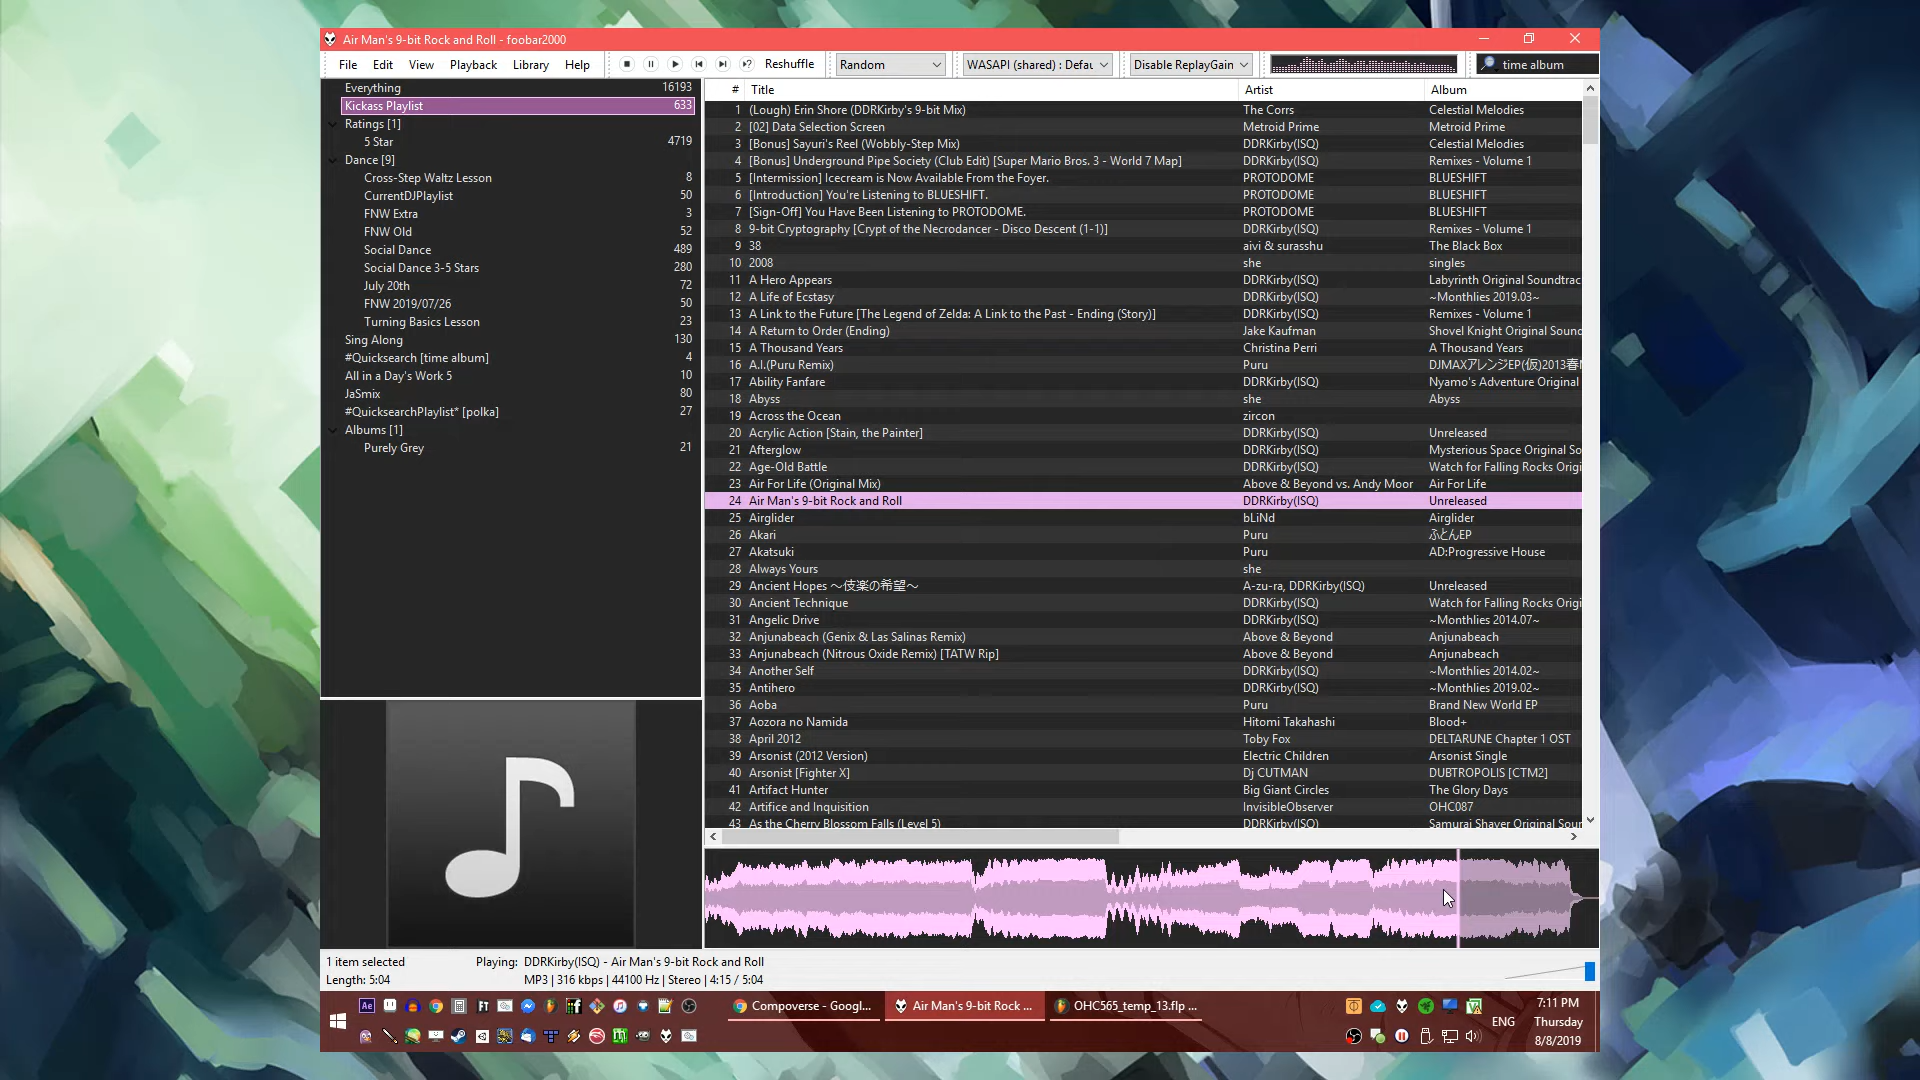 Air Man's 9-bit Rock and Roll - foobar2000
File Edit View Playback Library Help Reshuffle Random WASAPI (shared) : Defau Disable ReplayGain time album
Everything 16193
Kickass Playlist 633
Ratings [1]
5 Star 4719
Dance [9]
Cross-Step Waltz Lesson 8
CurrentDJPlaylist 50
FNW Extra 3
FNW Old 52
Social Dance 489
Social Dance 3-5 Stars 280
July 20th 72
FNW 2019/07/26 50
Turning Basics Lesson 23
Sing Along 130
#Quicksearch [time album] 4
All in a Day's Work 5 10
JaSmix 80
#QuicksearchPlaylist* [polka] 27
Albums [1]
Purely Grey 21
# Title Artist Album
1 (Lough) Erin Shore (DDRKirby's 9-bit Mix) The Corrs Celestial Melodies
2 [02] Data Selection Screen Metroid Prime Metroid Prime
3 [Bonus] Sayuri's Reel (Wobbly-Step Mix) DDRKirby(ISQ) Celestial Melodies
4 [Bonus] Underground Pipe Society (Club Edit) [Super Mario Bros. 3 - World 7 Map] DDRKirby(ISQ) Remixes - Volume 1
5 [Intermission] Icecream is Now Available From the Foyer. PROTODOME BLUESHIFT
6 [Introduction] You're Listening to BLUESHIFT. PROTODOME BLUESHIFT
7 [Sign-Off] You Have Been Listening to PROTODOME. PROTODOME BLUESHIFT
8 9-bit Cryptography [Crypt of the Necrodancer - Disco Descent (1-1)] DDRKirby(ISQ) Remixes - Volume 1
9 38 aivi & surasshu The Black Box
10 2008 she singles
11 A Hero Appears DDRKirby(ISQ) Labyrinth Original Soundtrac
12 A Life of Ecstasy DDRKirby(ISQ) ~Monthlies 2019.03~
13 A Link to the Future [The Legend of Zelda: A Link to the Past - Ending (Story)] DDRKirby(ISQ) Remixes - Volume 1
14 A Return to Order (Ending) Jake Kaufman Shovel Knight Original Sounc
15 A Thousand Years Christina Perri A Thousand Years
16 A.I.(Puru Remix) Puru DJMAXアレンジEP(仮)2013春
17 Ability Fanfare DDRKirby(ISQ) Nyamo's Adventure Original
18 Abyss she Abyss
19 Across the Ocean zircon
20 Acrylic Action [Stain, the Painter] DDRKirby(ISQ) Unreleased
21 Afterglow DDRKirby(ISQ) Mysterious Space Original So
22 Age-Old Battle DDRKirby(ISQ) Watch for Falling Rocks Origi
23 Air For Life (Original Mix) Above & Beyond vs. Andy Moor Air For Life
24 Air Man's 9-bit Rock and Roll DDRKirby(ISQ) Unreleased
25 Airglider bLiNd Airglider
26 Akari Puru ふとんEP
27 Akatsuki Puru AD:Progressive House
28 Always Yours she
29 Ancient Hopes ～伎楽の希望～ A-zu-ra, DDRKirby(ISQ) Unreleased
30 Ancient Technique DDRKirby(ISQ) Watch for Falling Rocks Origi
31 Angelic Drive DDRKirby(ISQ) ~Monthlies 2014.07~
32 Anjunabeach (Genix & Las Salinas Remix) Above & Beyond Anjunabeach
33 Anjunabeach (Nitrous Oxide Remix) [TATW Rip] Above & Beyond Anjunabeach
34 Another Self DDRKirby(ISQ) ~Monthlies 2014.02~
35 Antihero DDRKirby(ISQ) ~Monthlies 2019.02~
36 Aoba Puru Brand New World EP
37 Aozora no Namida Hitomi Takahashi Blood+
38 April 2012 Toby Fox DELTARUNE Chapter 1 OST
39 Arsonist (2012 Version) Electric Children Arsonist Single
40 Arsonist [Fighter X] Dj CUTMAN DUBTROPOLIS [CTM2]
41 Artifact Hunter Big Giant Circles The Glory Days
42 Artifice and Inquisition InvisibleObserver OHC087
43 As the Cherry Blossom Falls (Level 5) DDRKirby(ISQ) Samurai Shaver Original Sour
1 item selected Playing: DDRKirby(ISQ) - Air Man's 9-bit Rock and Roll
Length: 5:04 MP3 | 316 kbps | 44100 Hz | Stereo | 4:15 / 5:04
Compoverse - Googl... Air Man's 9-bit Rock ... OHC565_temp_13.flp ...
ENG
7:11 PM
Thursday
8/8/2019